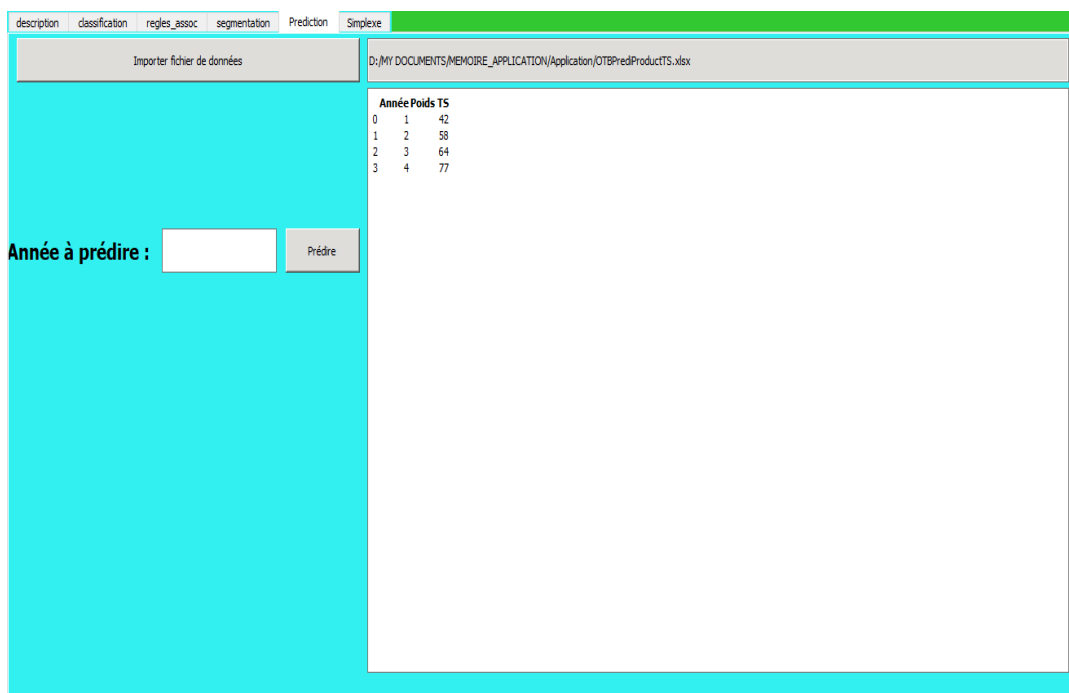 description classification regles_assoc segmentation Prediction Simplexe
Importer fichier de données
D:/MY DOCUMENTS/MEMOIRE_APPLICATION/Application/OTBPrediProductTS.xlsx
Année Poids TS
0 1 42
1 2 58
2 3 64
3 4 77
Année à prédire :
Prédire